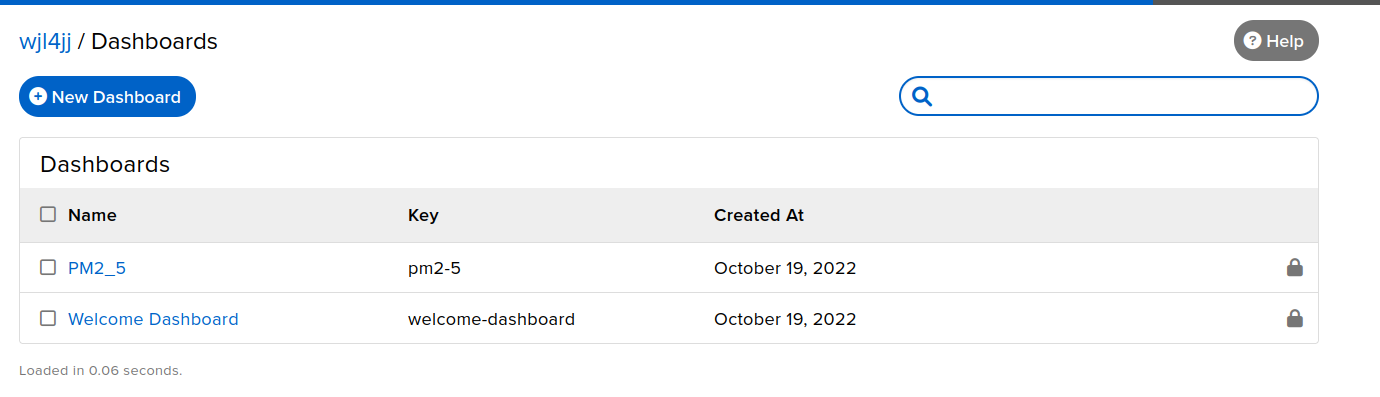 wjl4jj / Dashboards
Help
New Dashboard
Dashboards
Name Key Created At
PM2_5 pm2-5 October 19, 2022
Welcome Dashboard welcome-dashboard October 19, 2022
Loaded in 0.06 seconds.